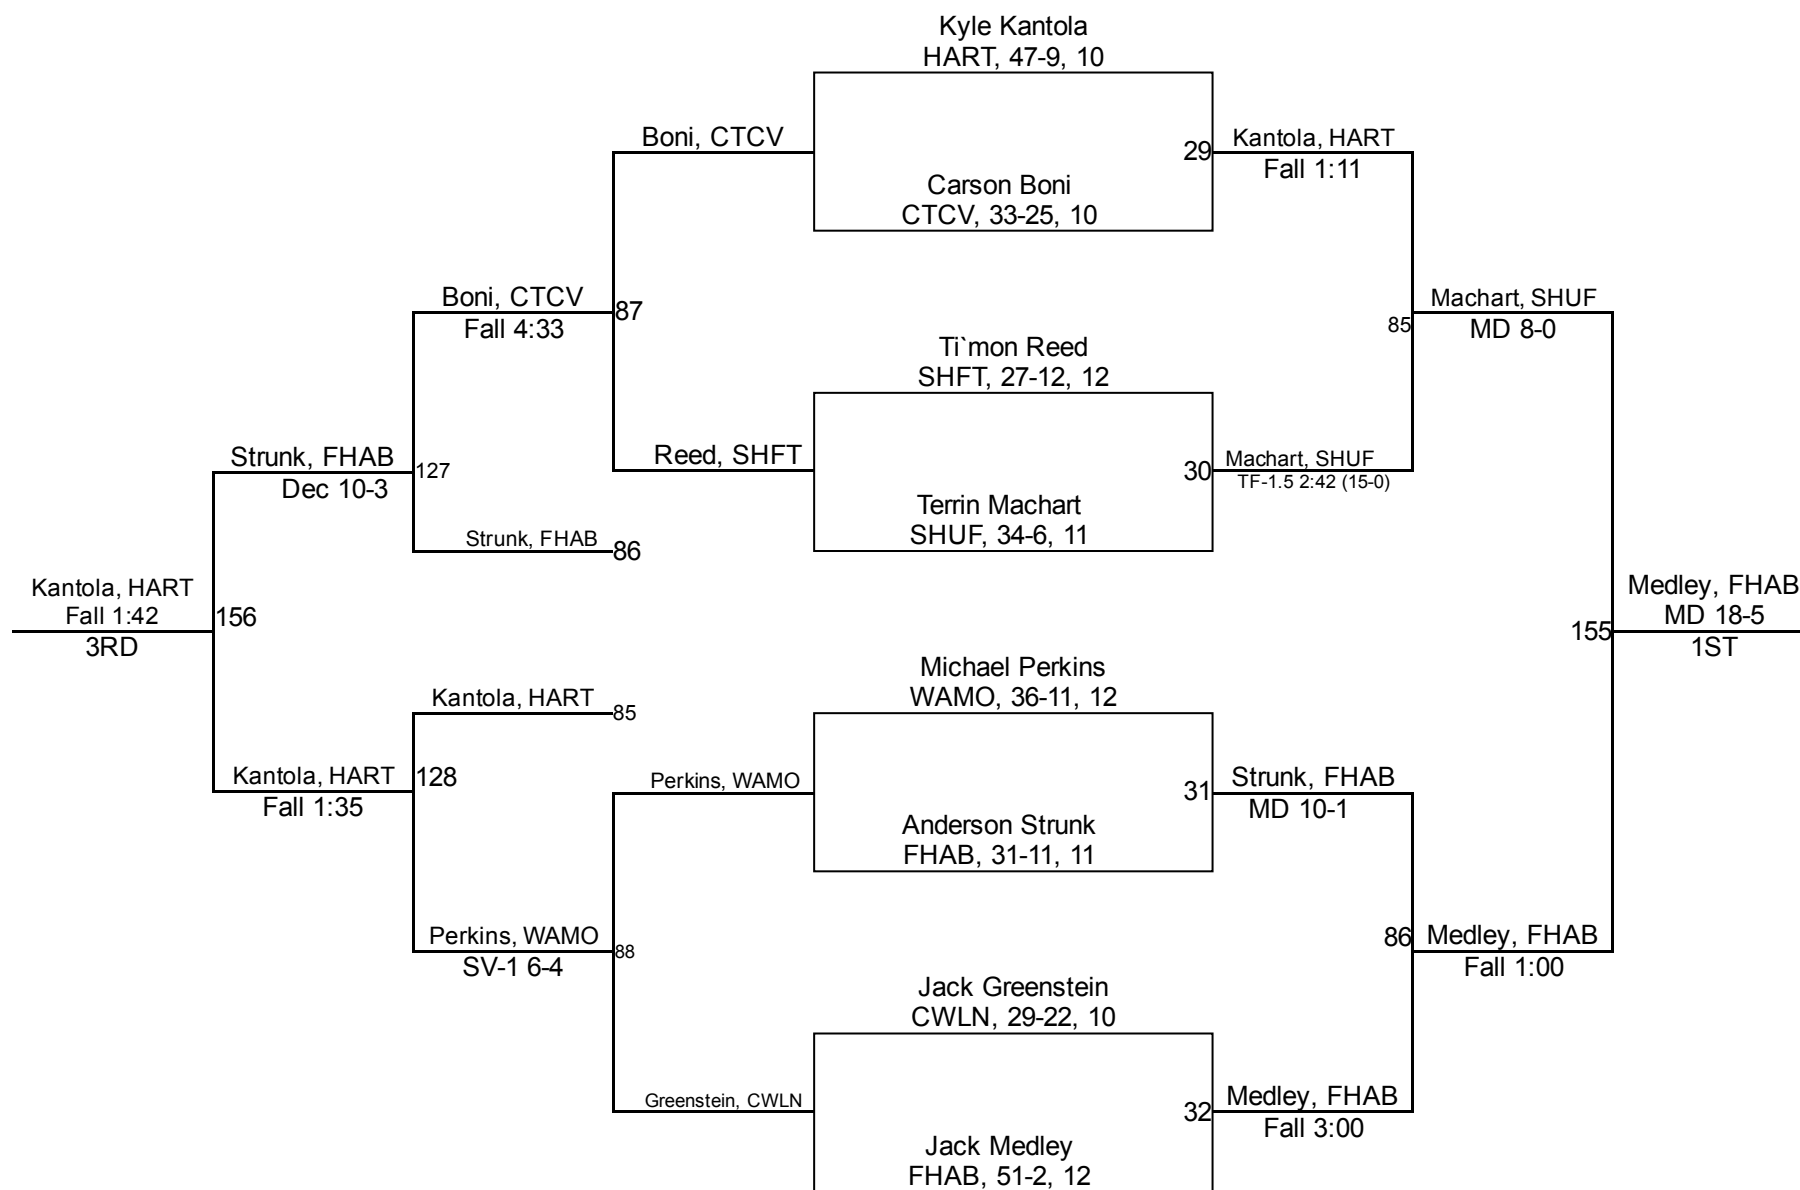 Kyle Kantola
HART, 47-9, 10
Boni, CTCV
29
Kantola, HART
Fall 1:11
Carson Boni
CTCV, 33-25, 10
Boni, CTCV
Fall 4:33
87
Machart, SHUF
MD 8-0
85
Ti`mon Reed
SHFT, 27-12, 12
Strunk, FHAB
Dec 10-3
127
Reed, SHFT
30
Machart, SHUF
TF-1.5 2:42 (15-0)
Terrin Machart
SHUF, 34-6, 11
Strunk, FHAB
86
Kantola, HART
Fall 1:42
3RD
156
155
Medley, FHAB
MD 18-5
1ST
Michael Perkins
WAMO, 36-11, 12
Kantola, HART
85
Kantola, HART
Fall 1:35
128
Perkins, WAMO
31
Strunk, FHAB
MD 10-1
Anderson Strunk
FHAB, 31-11, 11
Perkins, WAMO
SV-1 6-4
88
86
Medley, FHAB
Fall 1:00
Jack Greenstein
CWLN, 29-22, 10
Greenstein, CWLN
32
Medley, FHAB
Fall 3:00
Jack Medley
FHAB, 51-2, 12